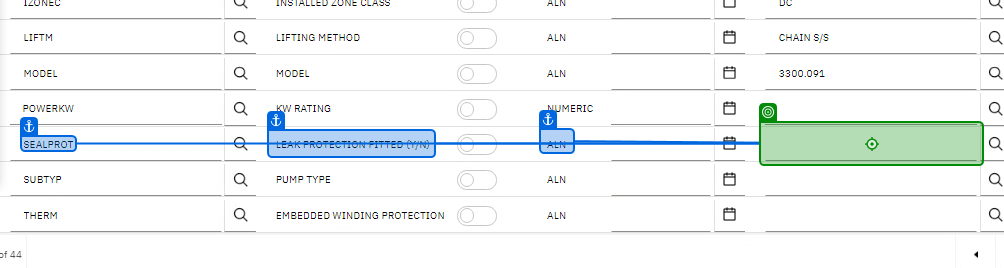 IZONEC INSTALLED ZONE CLASS ALN DC
LIFTM LIFTING METHOD ALN CHAIN S/S
MODEL MODEL ALN 3300.091
POWERKW KW RATING NUMERIC
SEALPROT LEAK PROTECTION FITTED (Y/N) ALN
SUBTYP PUMP TYPE ALN
THERM EMBEDDED WINDING PROTECTION ALN
of 44